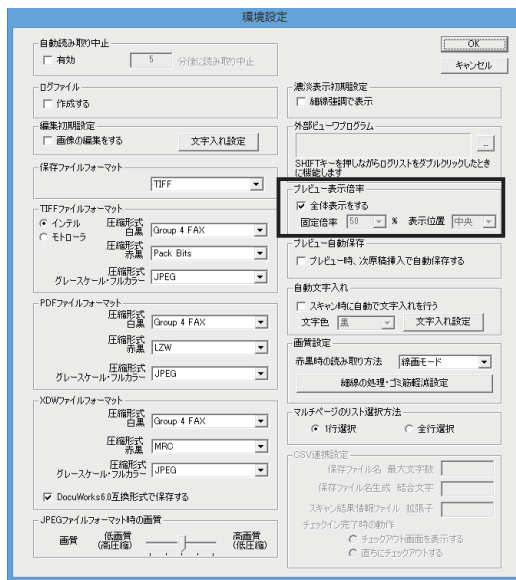 環境設定
自動読み取り中止
有効
5
分後に読み取り中止
ログファイル
作成する
編集初期設定
画像の編集をする
文字入れ設定
保存ファイルフォーマット
TIFF
TIFFファイルフォーマット
インテル
モトローラ
圧縮形式
白黒
Group 4 FAX
圧縮形式
赤黒
Pack Bits
圧縮形式
グレースケール・フルカラー
JPEG
PDFファイルフォーマット
圧縮形式
白黒
Group 4 FAX
圧縮形式
赤黒
LZW
圧縮形式
グレースケール・フルカラー
JPEG
XDWファイルフォーマット
圧縮形式
白黒
Group 4 FAX
圧縮形式
赤黒
MRC
圧縮形式
グレースケール・フルカラー
JPEG
DocuWorks6.0互換形式で保存する
JPEGファイルフォーマット時の画質
画質
低画質
(高圧縮)
高画質
(低圧縮)
OK
キャンセル
濃淡表示初期設定
細線強調で表示
外部ビューワプログラム
...
SHIFTキーを押しながらログリストをダブルクリックしたとき
に機能します
プレビュー表示倍率
全体表示をする
固定倍率 50 % 表示位置 中央
プレビュー自動保存
プレビュー時、次原稿挿入で自動保存する
自動文字入れ
スキャン時に自動で文字入れを行う
文字色 黒 文字入れ設定
画質設定
赤黒時の読み取り方法 線画モード
細線の処理・ゴミ筋軽減設定
マルチページのリスト選択方法
1行選択 全行選択
CSV連携設定
保存ファイル名 最大文字数
保存ファイル名生成 結合文字
スキャン結果情報ファイル 拡張子
チェックイン完了時の動作
チェックアウト画面を表示する
直ちにチェックアウトする